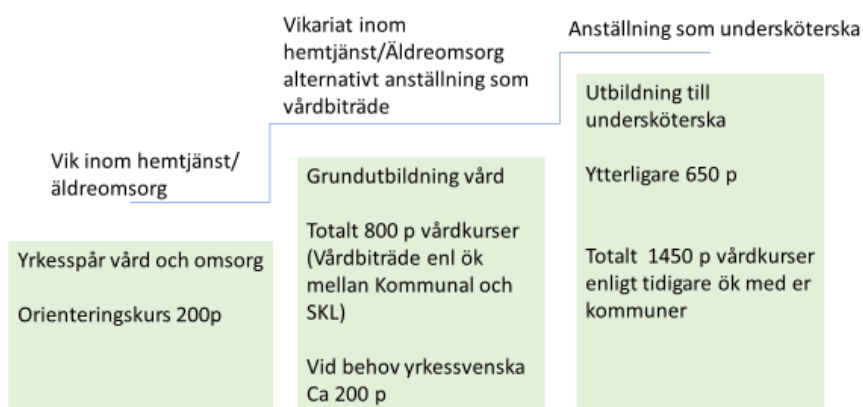 Vik inom hemtjänst/
äldreomsorg
Yrkesspår vård och omsorg
Orienteringskurs 200p
Vikariat inom
hemtjänst/Äldreomsorg
alternativt anställning som
vårdbiträde
Grundutbildning vård
Totalt 800 p vårdkurser
(Vårdbiträde enl ök
mellan Kommunal och
SKL)
Vid behov yrkessvenska
Ca 200 p
Anställning som undersköterska
Utbildning till
undersköterska
Ytterligare 650 p
Totalt 1450 p vårdkurser
enligt tidigare ök med er
kommuner